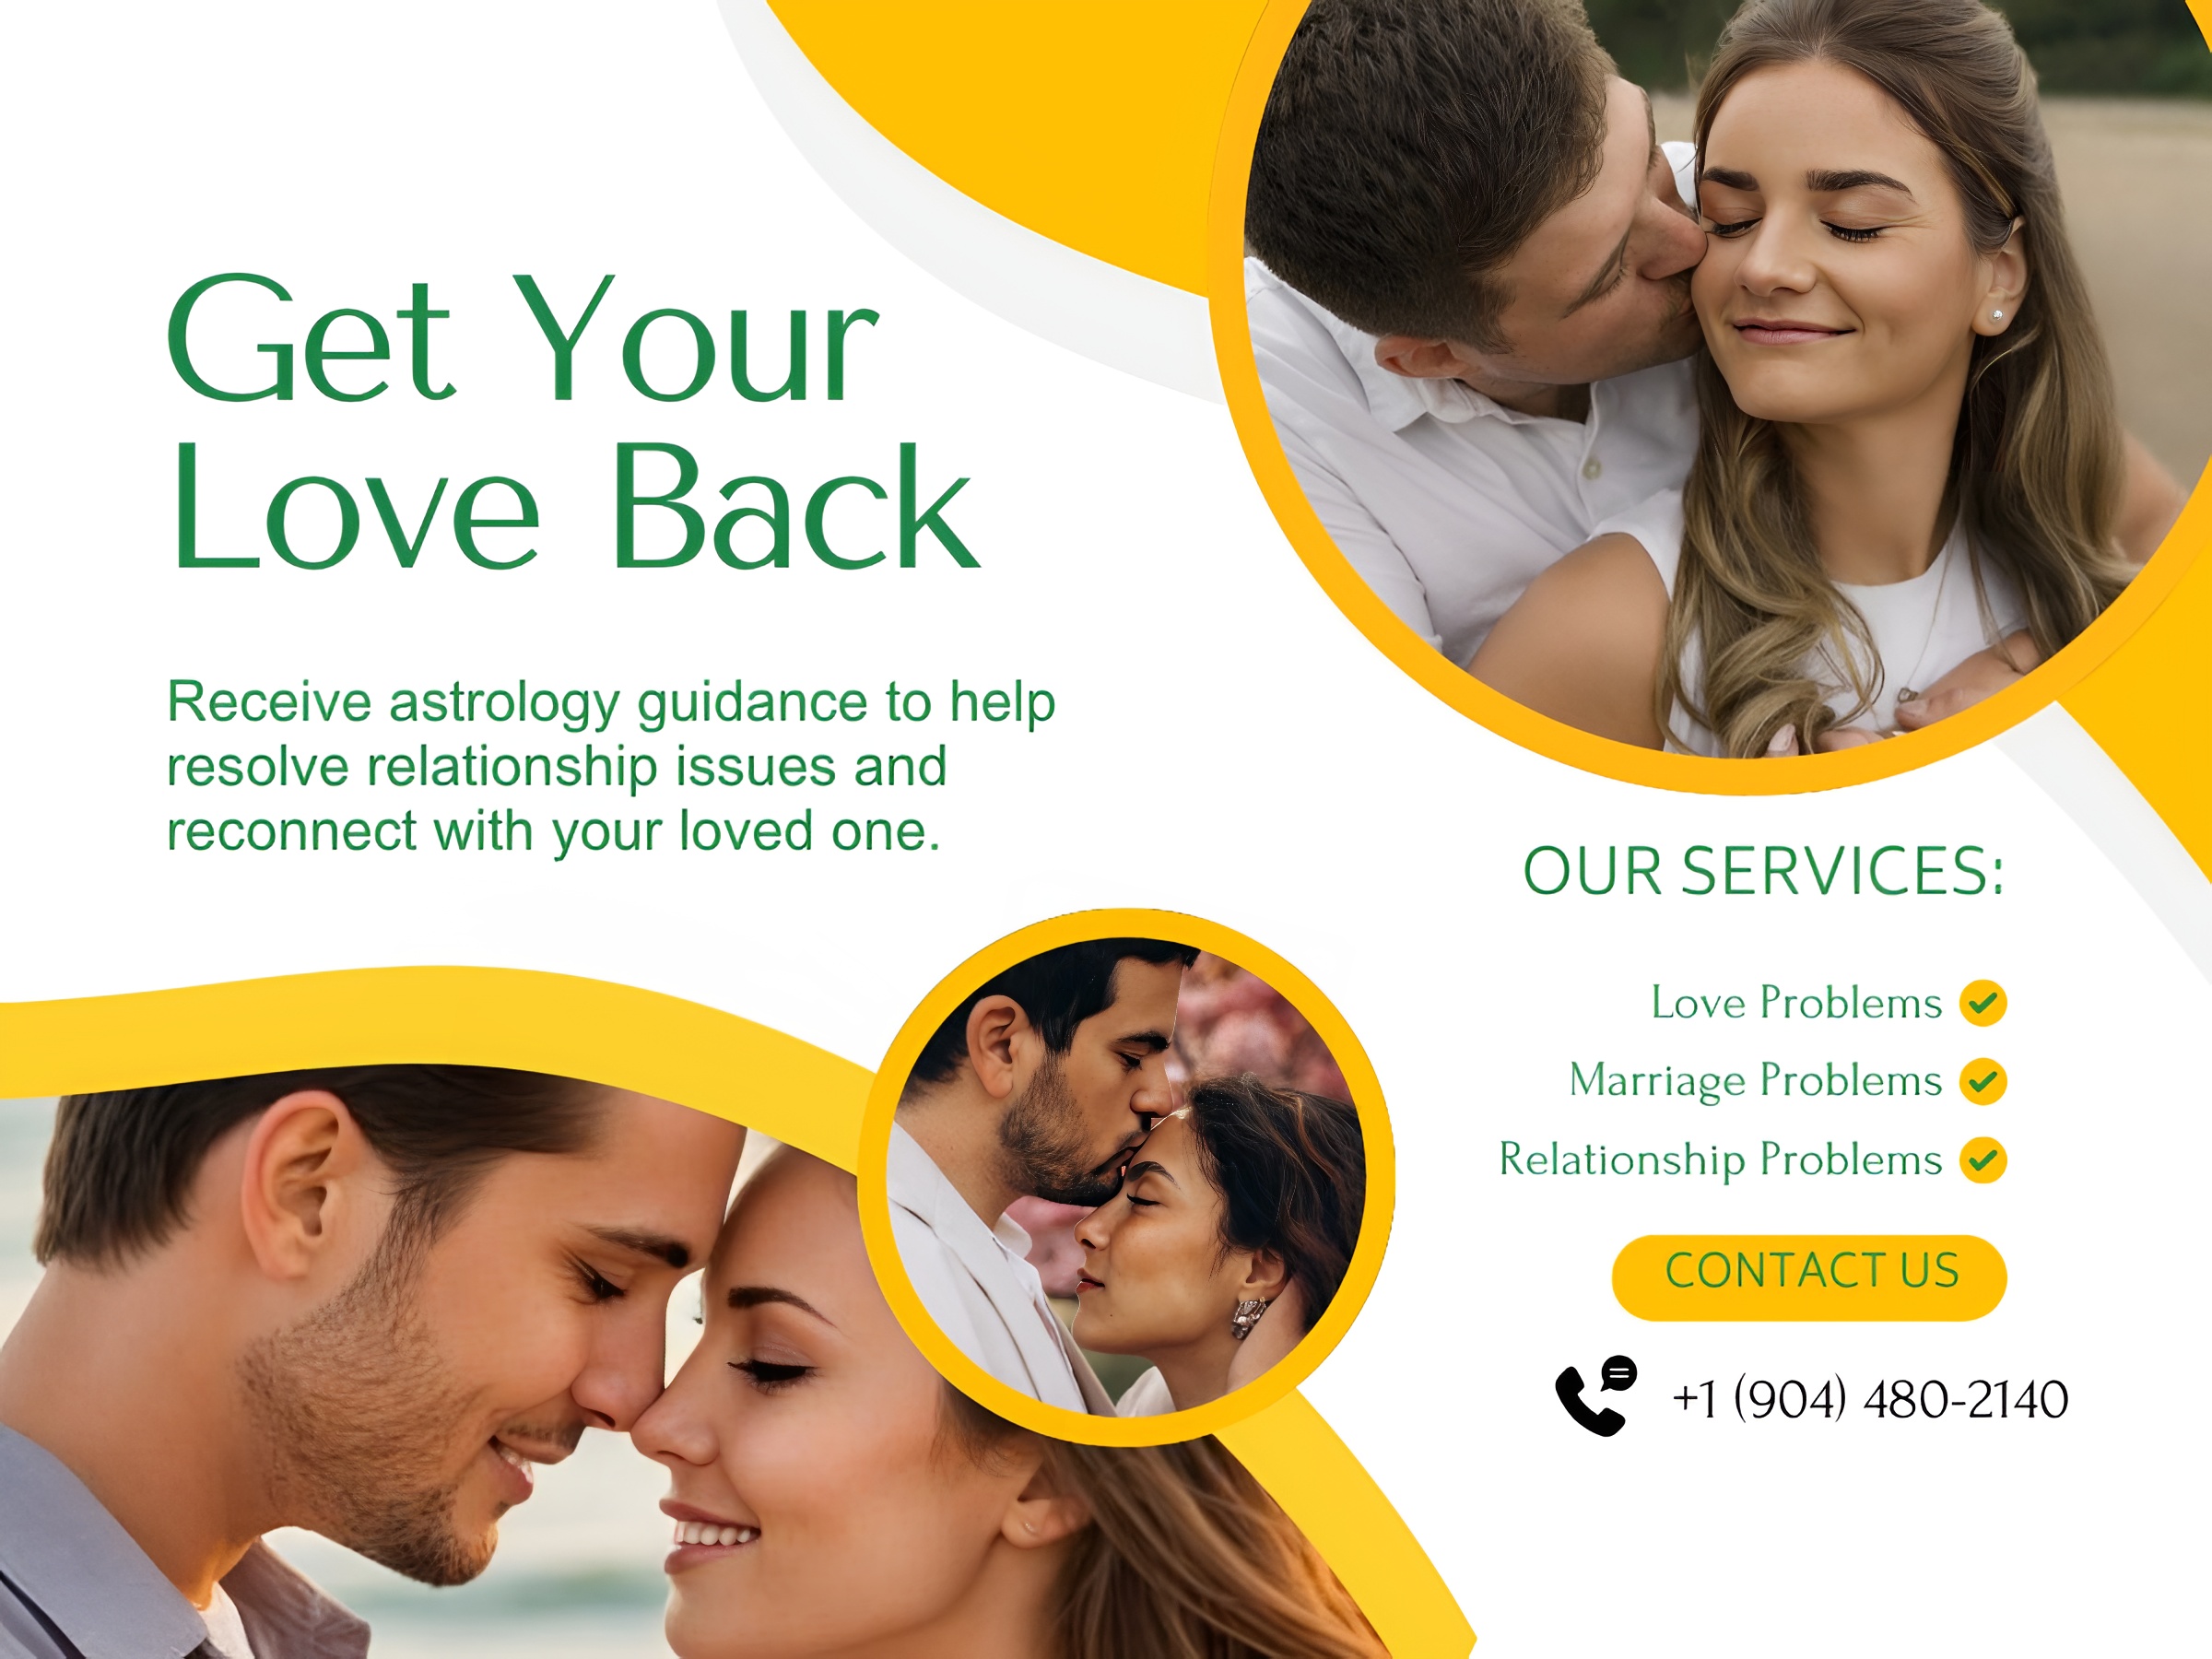 Get Your
Love Back
Receive astrology guidance to help
resolve relationship issues and
reconnect with your loved one.
OUR SERVICES:
Love Problems
Marriage Problems
Relationship Problems
CONTACT US
+1 (904) 480-2140